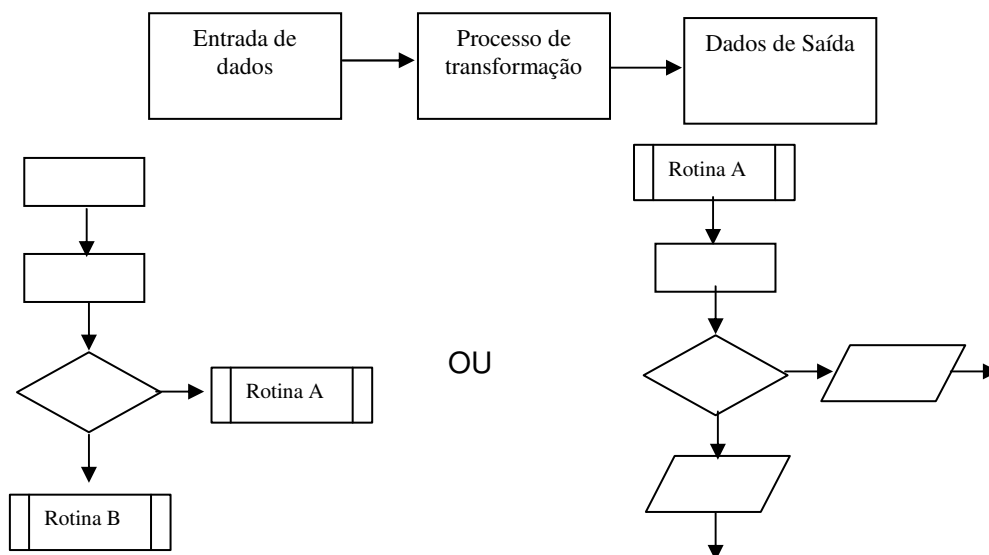 Entrada de
dados
Processo de
transformação
Dados de Saída
Rotina A
OU
Rotina A
Rotina B